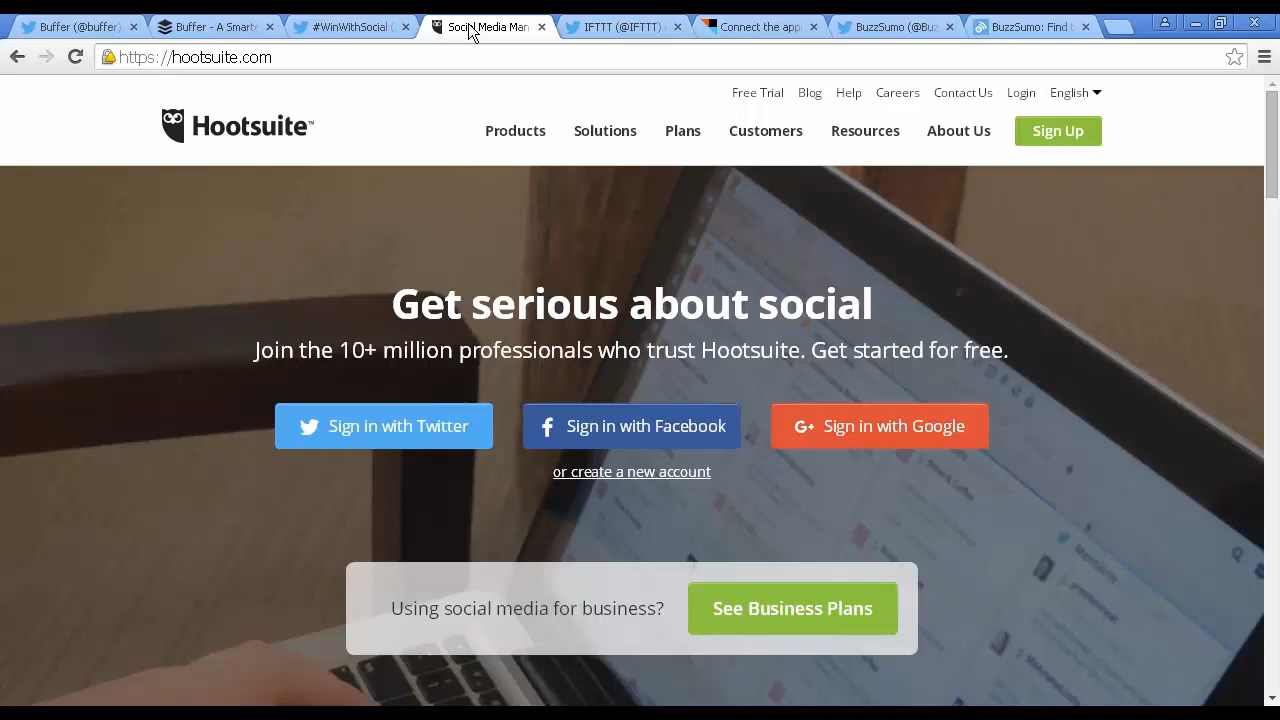 Buffer (@buffer)
Buffer - A Smarte
#WinWithSocial (
Social Media Man
IFTTT (@IFTTT)
Connect the app
BuzzSumo (@Buz
BuzzSumo: Find t
https://hootsuite.com
Free Trial Blog Help Careers Contact Us Login English
Hootsuite™
Products Solutions Plans Customers Resources About Us Sign Up
Get serious about social
Join the 10+ million professionals who trust Hootsuite. Get started for free.
Sign in with Twitter
Sign in with Facebook
Sign in with Google
or create a new account
Using social media for business?
See Business Plans